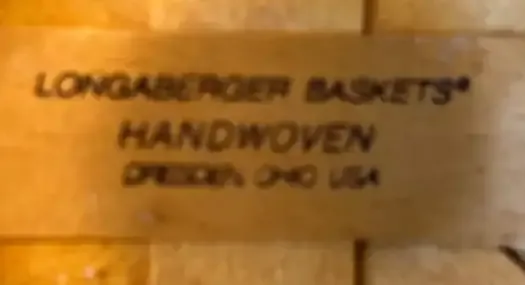 LONGABERGER BASKETS®
HANDWOVEN
DRESDEN, OHIO USA